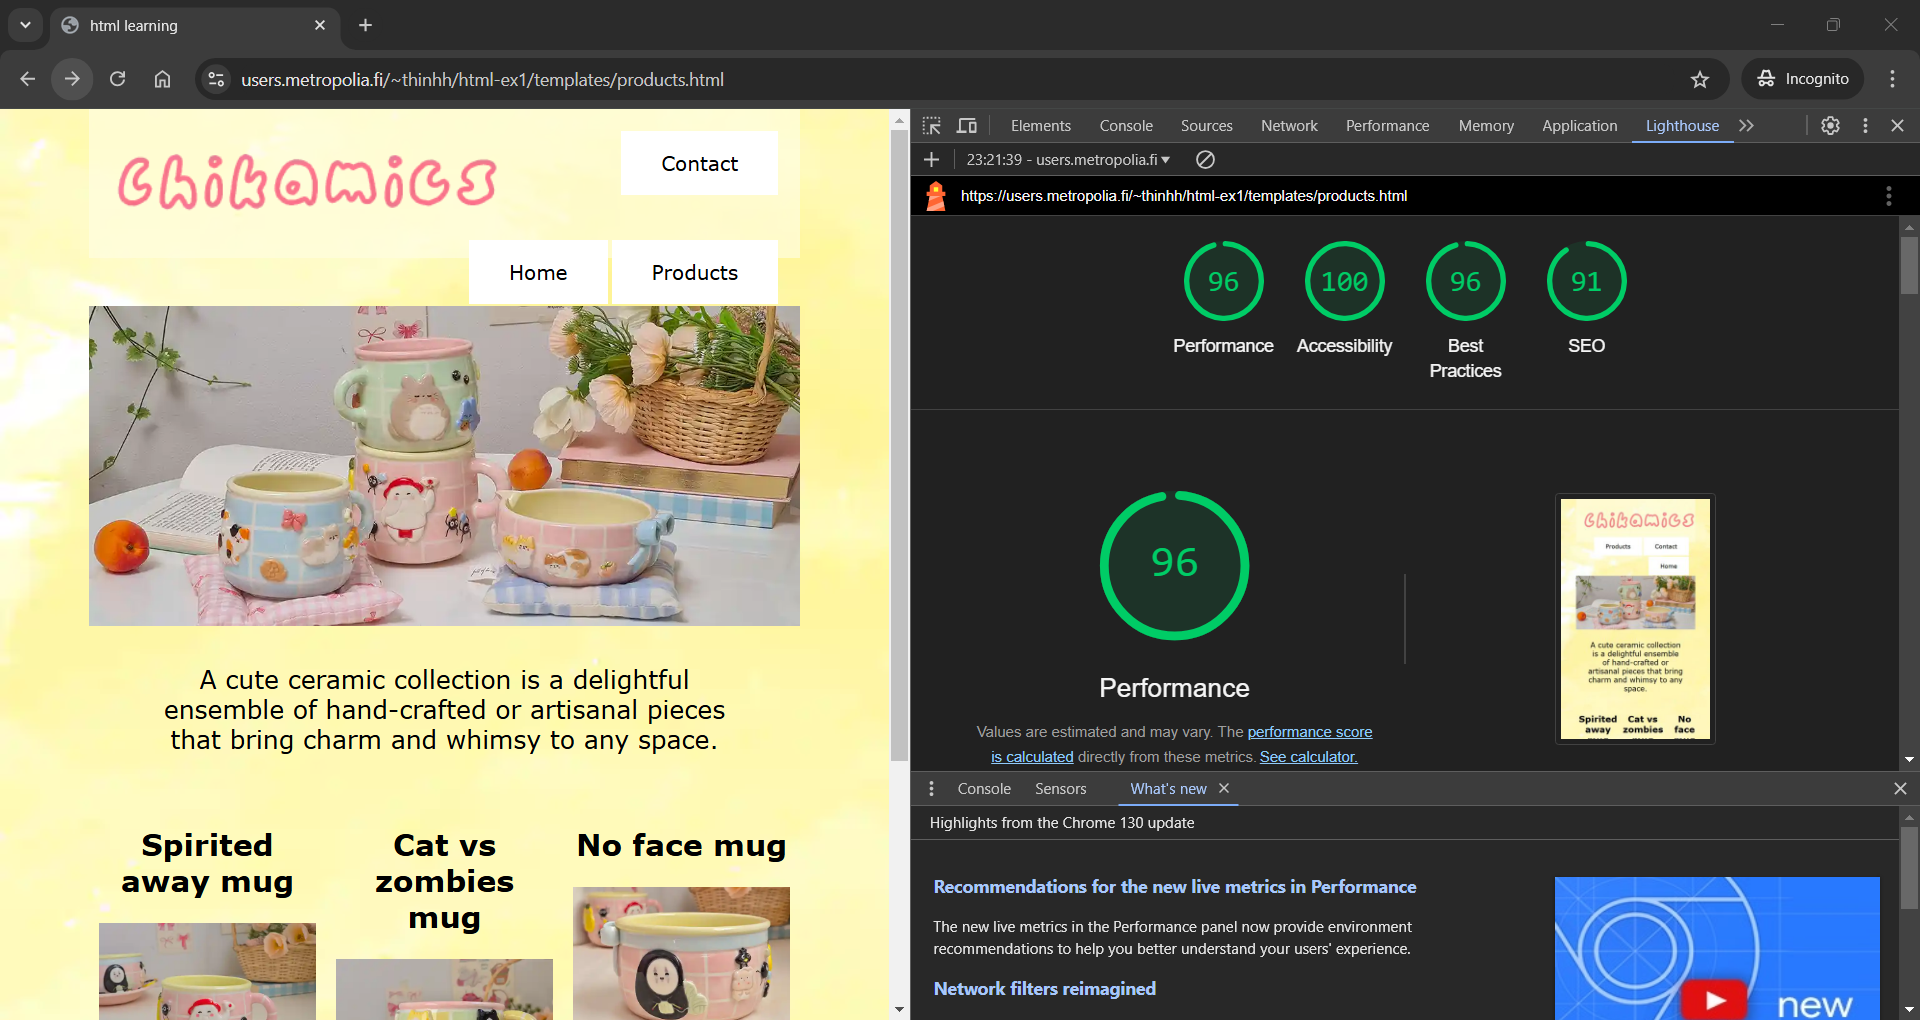 html learning
users.metropolia.fi/~thinhh/html-ex1/templates/products.html
Incognito
chikamics
Contact
Home
Products
A cute ceramic collection is a delightful
ensemble of hand-crafted or artisanal pieces
that bring charm and whimsy to any space.
Spirited
away mug
Cat vs
zombies
mug
No face mug
Elements
Console
Sources
Network
Performance
Memory
Application
Lighthouse
23:21:39 - users.metropolia.fi
https://users.metropolia.fi/~thinhh/html-ex1/templates/products.html
96
100
96
91
Performance
Accessibility
Best
Practices
SEO
96
Performance
Values are estimated and may vary. The performance score
is calculated directly from these metrics. See calculator.
chikamics
Products
Contact
Home
A cute ceramic collection
is a delightful ensemble
of hand-crafted or
artisanal pieces that bring
charm and whimsy to any
space.
Spirited
away
Cat vs
zombies
No
face
Console
Sensors
What's new
Highlights from the Chrome 130 update
Recommendations for the new live metrics in Performance
The new live metrics in the Performance panel now provide environment
recommendations to help you better understand your users' experience.
Network filters reimagined
new